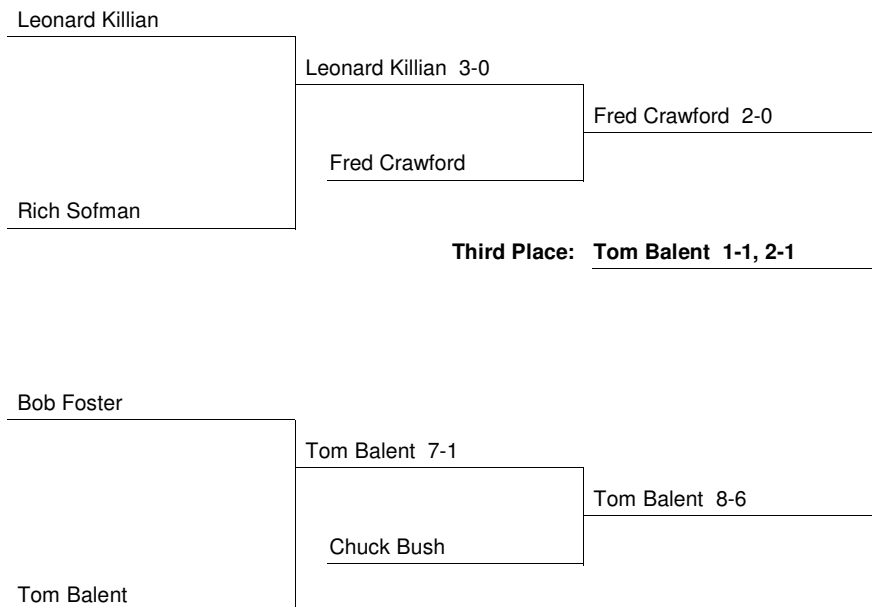 Leonard Killian
Leonard Killian 3-0
Fred Crawford 2-0
Fred Crawford
Rich Sofman
Third Place: Tom Balent 1-1, 2-1
Bob Foster
Tom Balent 7-1
Tom Balent 8-6
Chuck Bush
Tom Balent